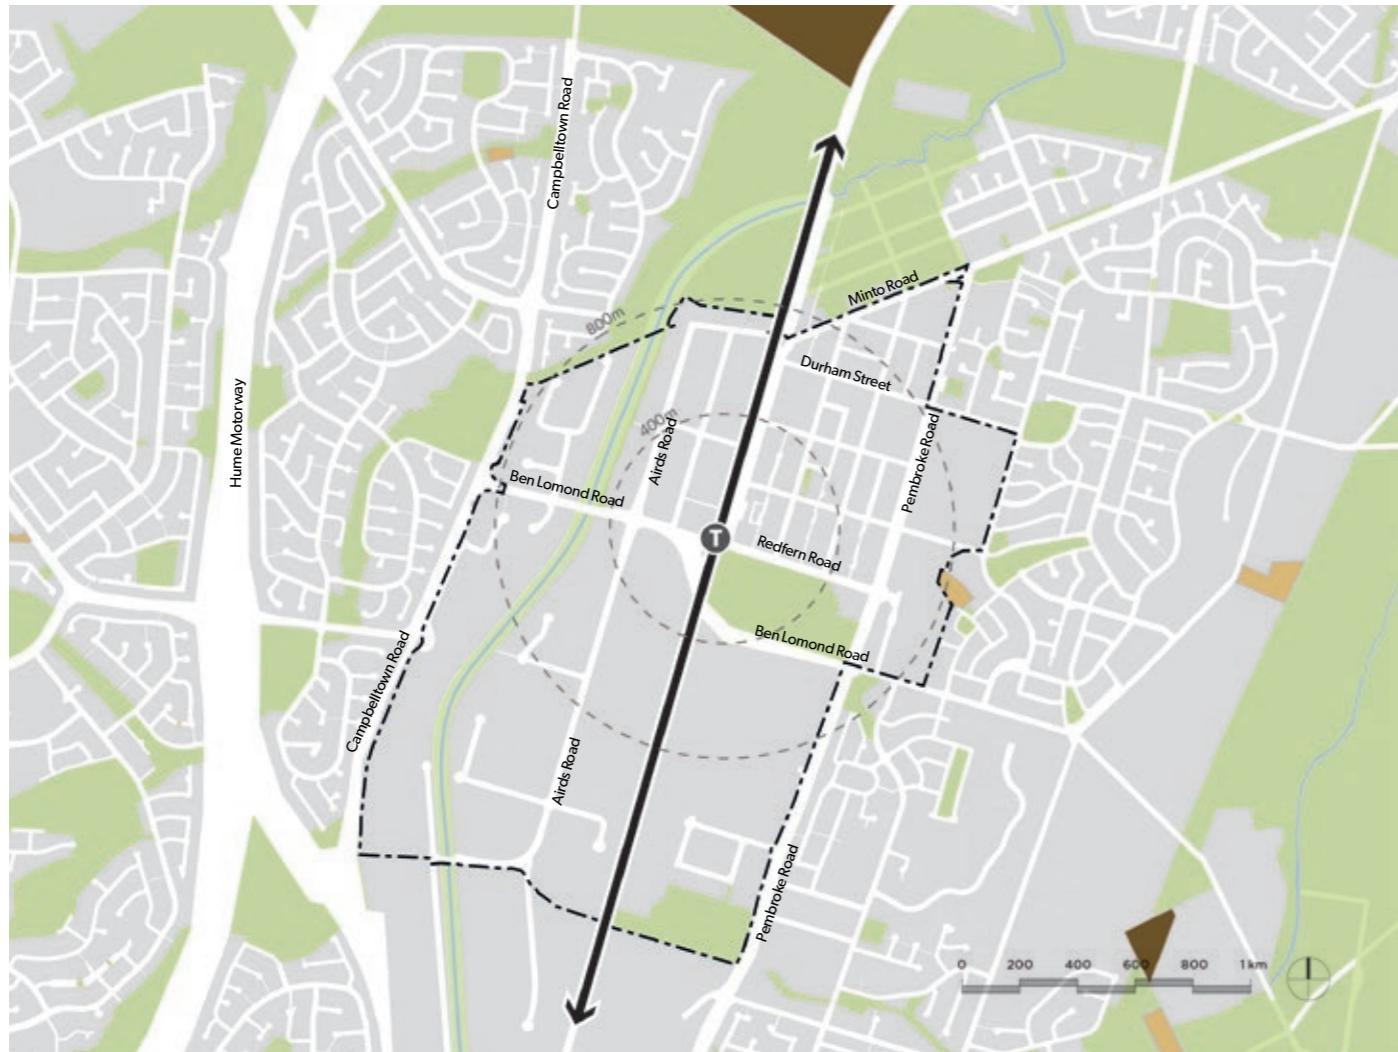 Campbelltown Road
Minto Road
800m
Durham Street
Hume Motorway
400m
Airds Road
Pembroke Road
Ben Lomond Road
T
Redfern Road
Ben Lomond Road
Campbelltown Road
Airds Road
Pembroke Road
0 200 400 600 800 1km